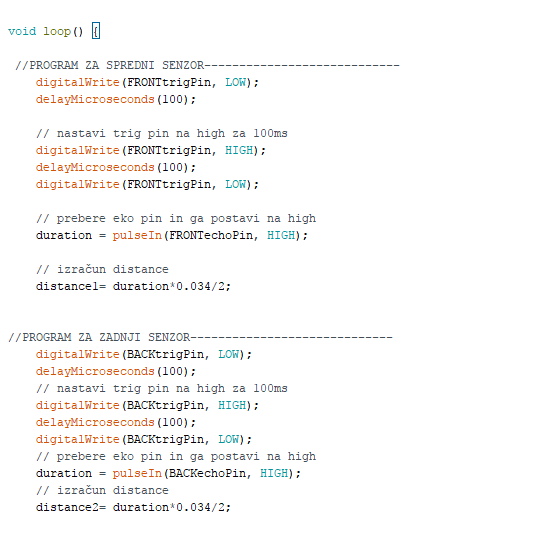 void loop() {
//PROGRAM ZA SPREDNI SENZOR----------------------------
digitalWrite(FRONTtrigPin, LOW);
delayMicroseconds(100);
// nastavi trig pin na high za 100ms
digitalWrite(FRONTtrigPin, HIGH);
delayMicroseconds(100);
digitalWrite(FRONTtrigPin, LOW);
// prebere eko pin in ga postavi na high
duration = pulseIn(FRONTechoPin, HIGH);
// izračun distance
distance1= duration*0.034/2;
//PROGRAM ZA ZADNJI SENZOR-----------------------------
digitalWrite(BACKtrigPin, LOW);
delayMicroseconds(100);
// nastavi trig pin na high za 100ms
digitalWrite(BACKtrigPin, HIGH);
delayMicroseconds(100);
digitalWrite(BACKtrigPin, LOW);
// prebere eko pin in ga postavi na high
duration = pulseIn(BACKechoPin, HIGH);
// izračun distance
distance2= duration*0.034/2;